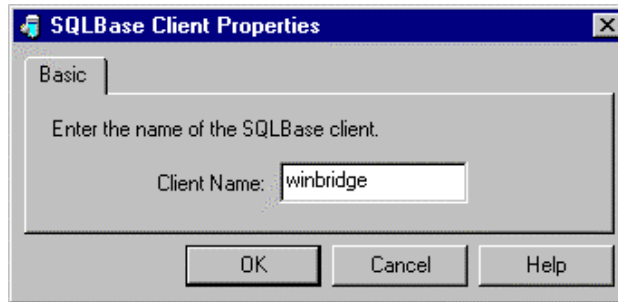 SQLBase Client Properties
Basic
Enter the name of the SQLBase client.
Client Name: winbridge
OK Cancel Help